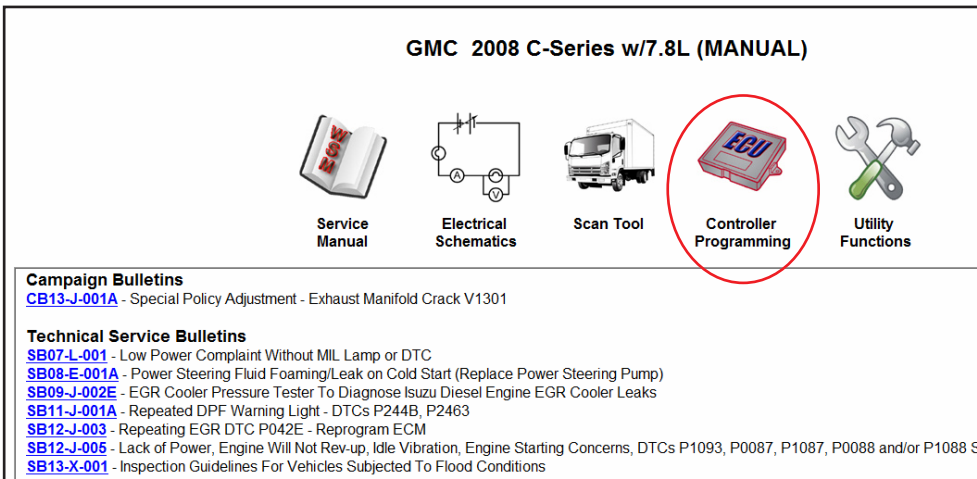 GMC 2008 C-Series w/7.8L (MANUAL)
WSM
A
V
ECU
Service
Manual
Electrical
Schematics
Scan Tool
Controller
Programming
Utility
Functions
Campaign Bulletins
CB13-J-001A - Special Policy Adjustment - Exhaust Manifold Crack V1301
Technical Service Bulletins
SB07-L-001 - Low Power Complaint Without MIL Lamp or DTC
SB08-E-001A - Power Steering Fluid Foaming/Leak on Cold Start (Replace Power Steering Pump)
SB09-J-002E - EGR Cooler Pressure Tester To Diagnose Isuzu Diesel Engine EGR Cooler Leaks
SB11-J-001A - Repeated DPF Warning Light - DTCs P244B, P2463
SB12-J-003 - Repeating EGR DTC P042E - Reprogram ECM
SB12-J-005 - Lack of Power, Engine Will Not Rev-up, Idle Vibration, Engine Starting Concerns, DTCs P1093, P0087, P1087, P0088 and/or P1088 S
SB13-X-001 - Inspection Guidelines For Vehicles Subjected To Flood Conditions